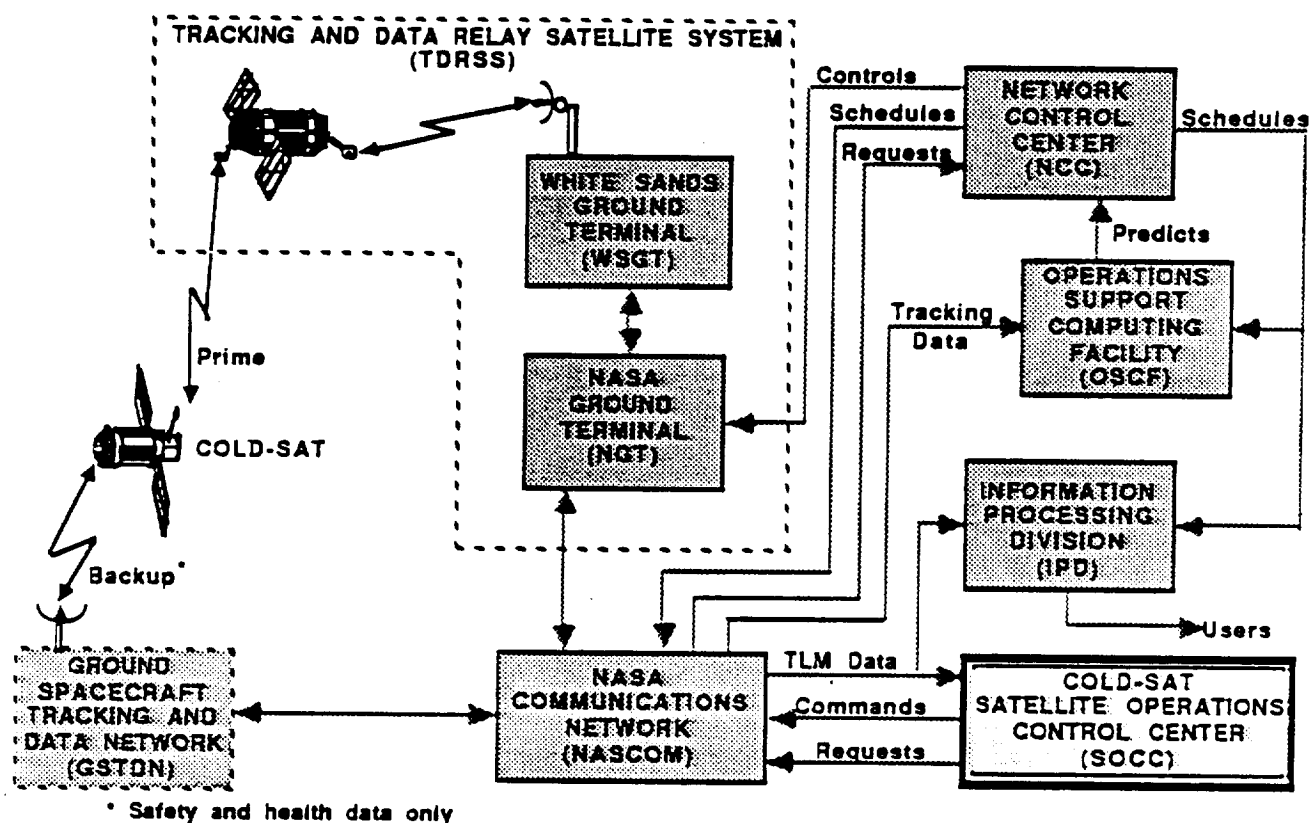 TRACKING AND DATA RELAY SATELLITE SYSTEM
(TDRSS)
Controls
Schedules
Requests
NETWORK
CONTROL
CENTER
(NCC)
Schedules
WHITE SANDS
GROUND
TERMINAL
(WSGT)
Predicts
OPERATIONS
SUPPORT
COMPUTING
FACILITY
(OSCF)
Tracking
Data
Prime
NASA
GROUND
TERMINAL
(NGT)
COLD-SAT
INFORMATION
PROCESSING
DIVISION
(IPD)
Backup*
Users
GROUND
SPACECRAFT
TRACKING AND
DATA NETWORK
(GSTDN)
NASA
COMMUNICATIONS
NETWORK
(NASCOM)
TLM Data
Commands
Requests
COLD-SAT
SATELLITE OPERATIONS
CONTROL CENTER
(SOCC)
* Safety and health data only